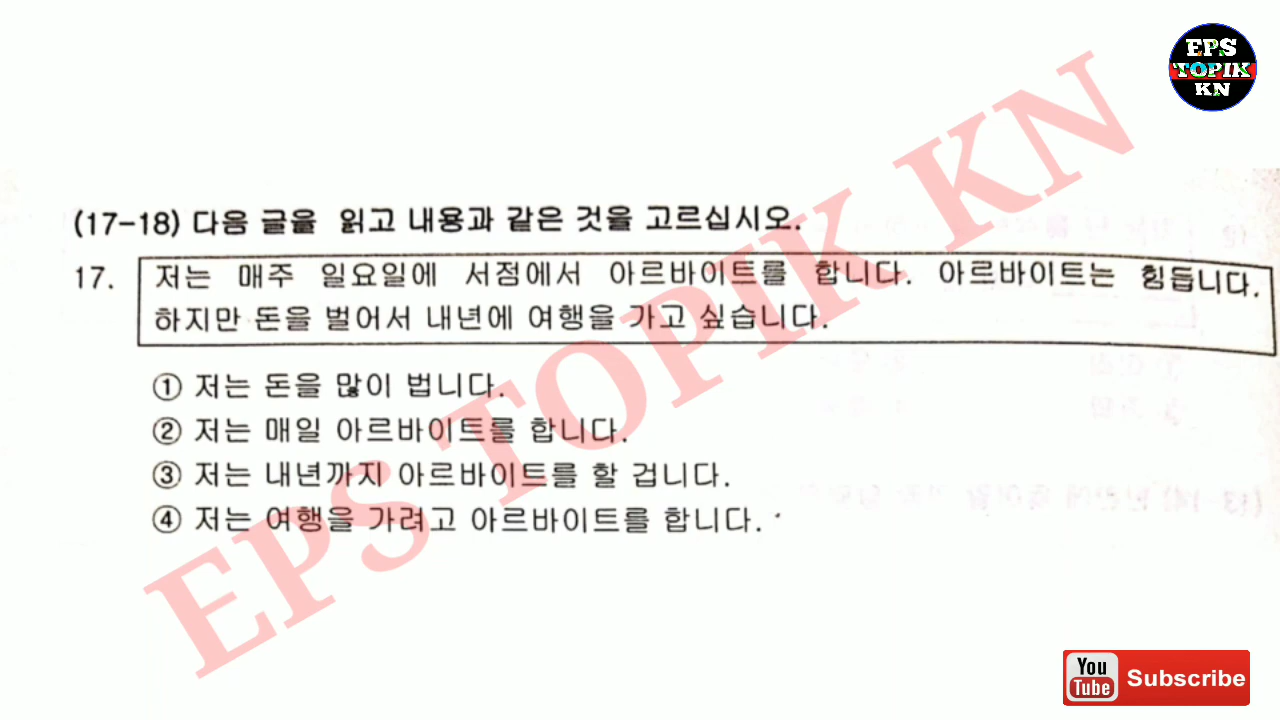 EPS
TOPIK
KN
(17-18) 다음 글을 읽고 내용과 같은 것을 고르십시오.
17. 저는 매주 일요일에 서점에서 아르바이트를 합니다. 아르바이트는 힘듭니다.
하지만 돈을 벌어서 내년에 여행을 가고 싶습니다.
① 저는 돈을 많이 법니다.
② 저는 매일 아르바이트를 합니다.
③ 저는 내년까지 아르바이트를 할 겁니다.
④ 저는 여행을 가려고 아르바이트를 합니다.
EPS TOPIK KN
You
Tube
Subscribe